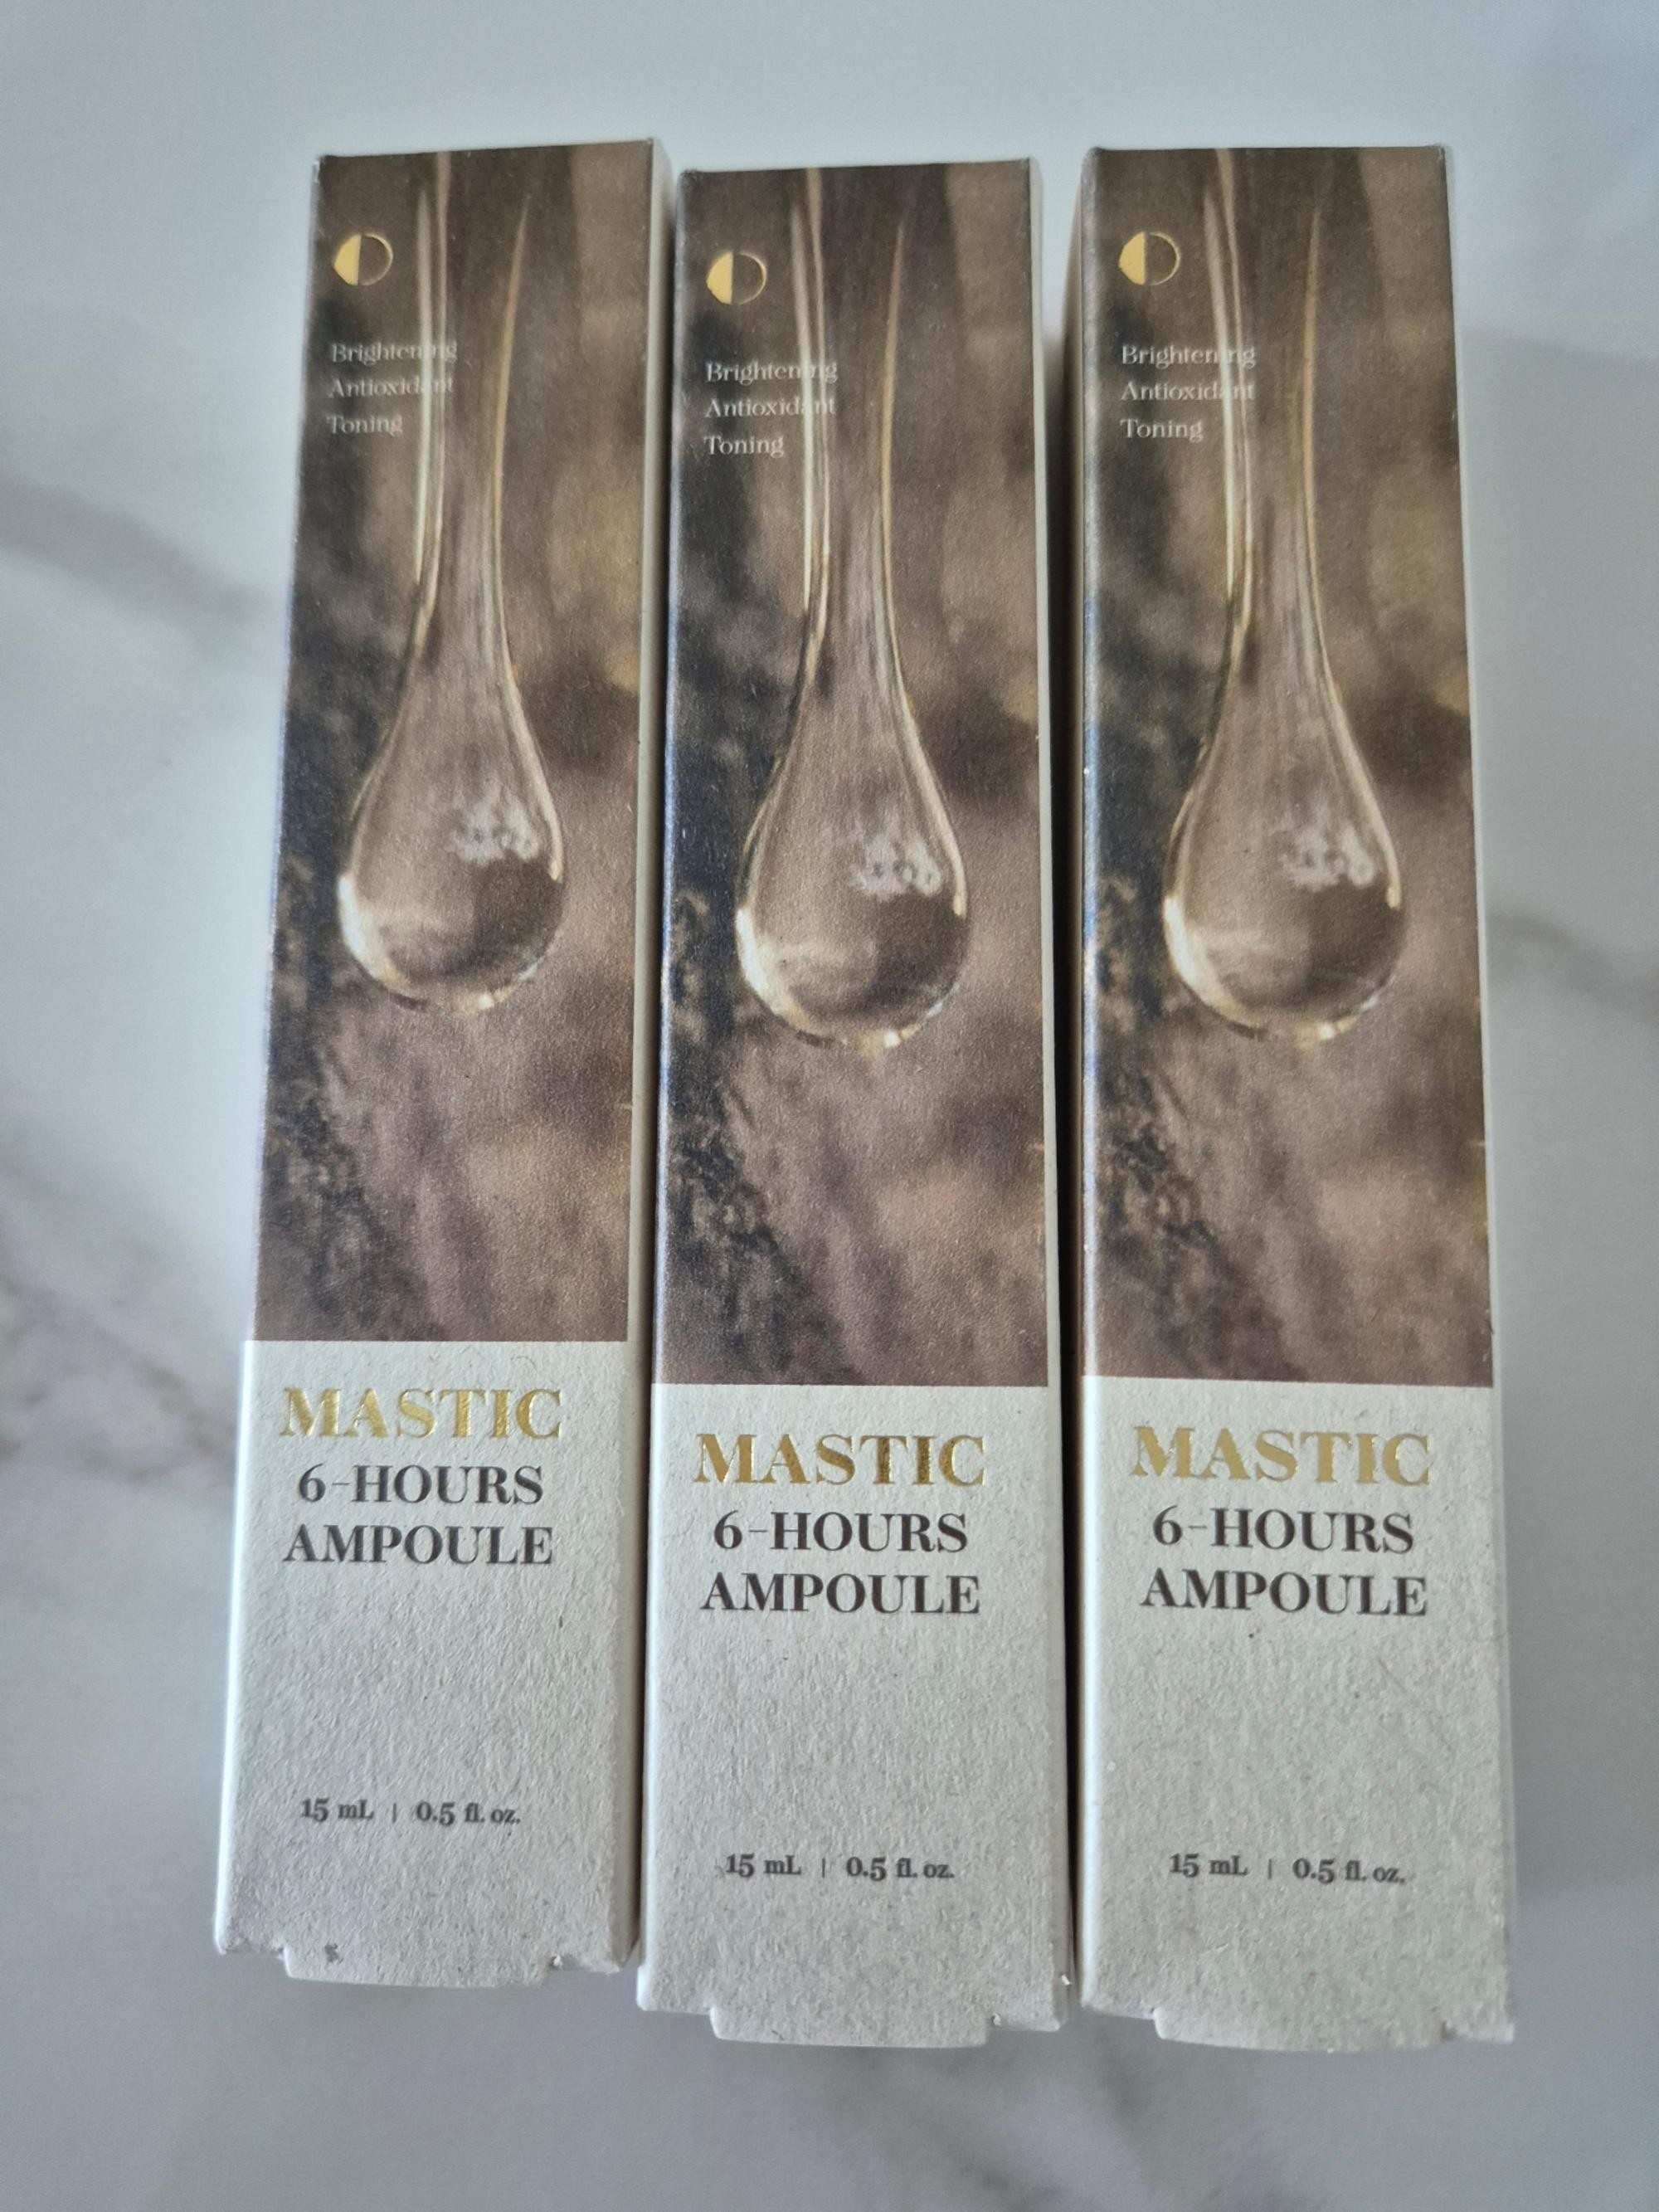 Brightening
Antioxidant
Toning
MASTIC
6-HOURS
AMPOULE
15 mL | 0.5 fl. oz.
Brightening
Antioxidant
Toning
MASTIC
6-HOURS
AMPOULE
15 mL | 0.5 fl. oz.
Brightening
Antioxidant
Toning
MASTIC
6-HOURS
AMPOULE
15 mL | 0.5 fl. oz.